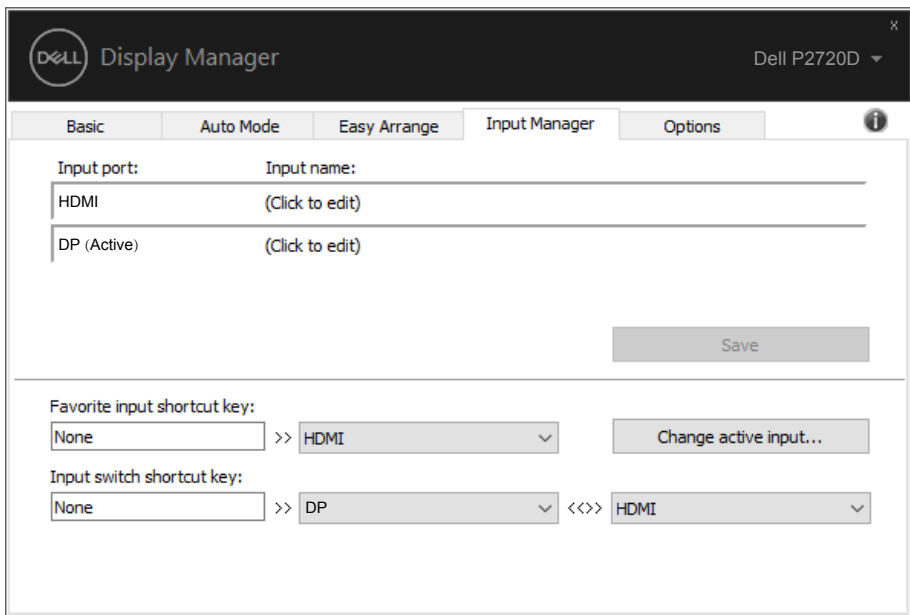 x
DELL Display Manager Dell P2720D
Basic Auto Mode Easy Arrange Input Manager Options i
Input port: Input name:
HDMI (Click to edit)
DP (Active) (Click to edit)
Save
Favorite input shortcut key:
None >> HDMI Change active input...
Input switch shortcut key:
None >> DP <<>> HDMI